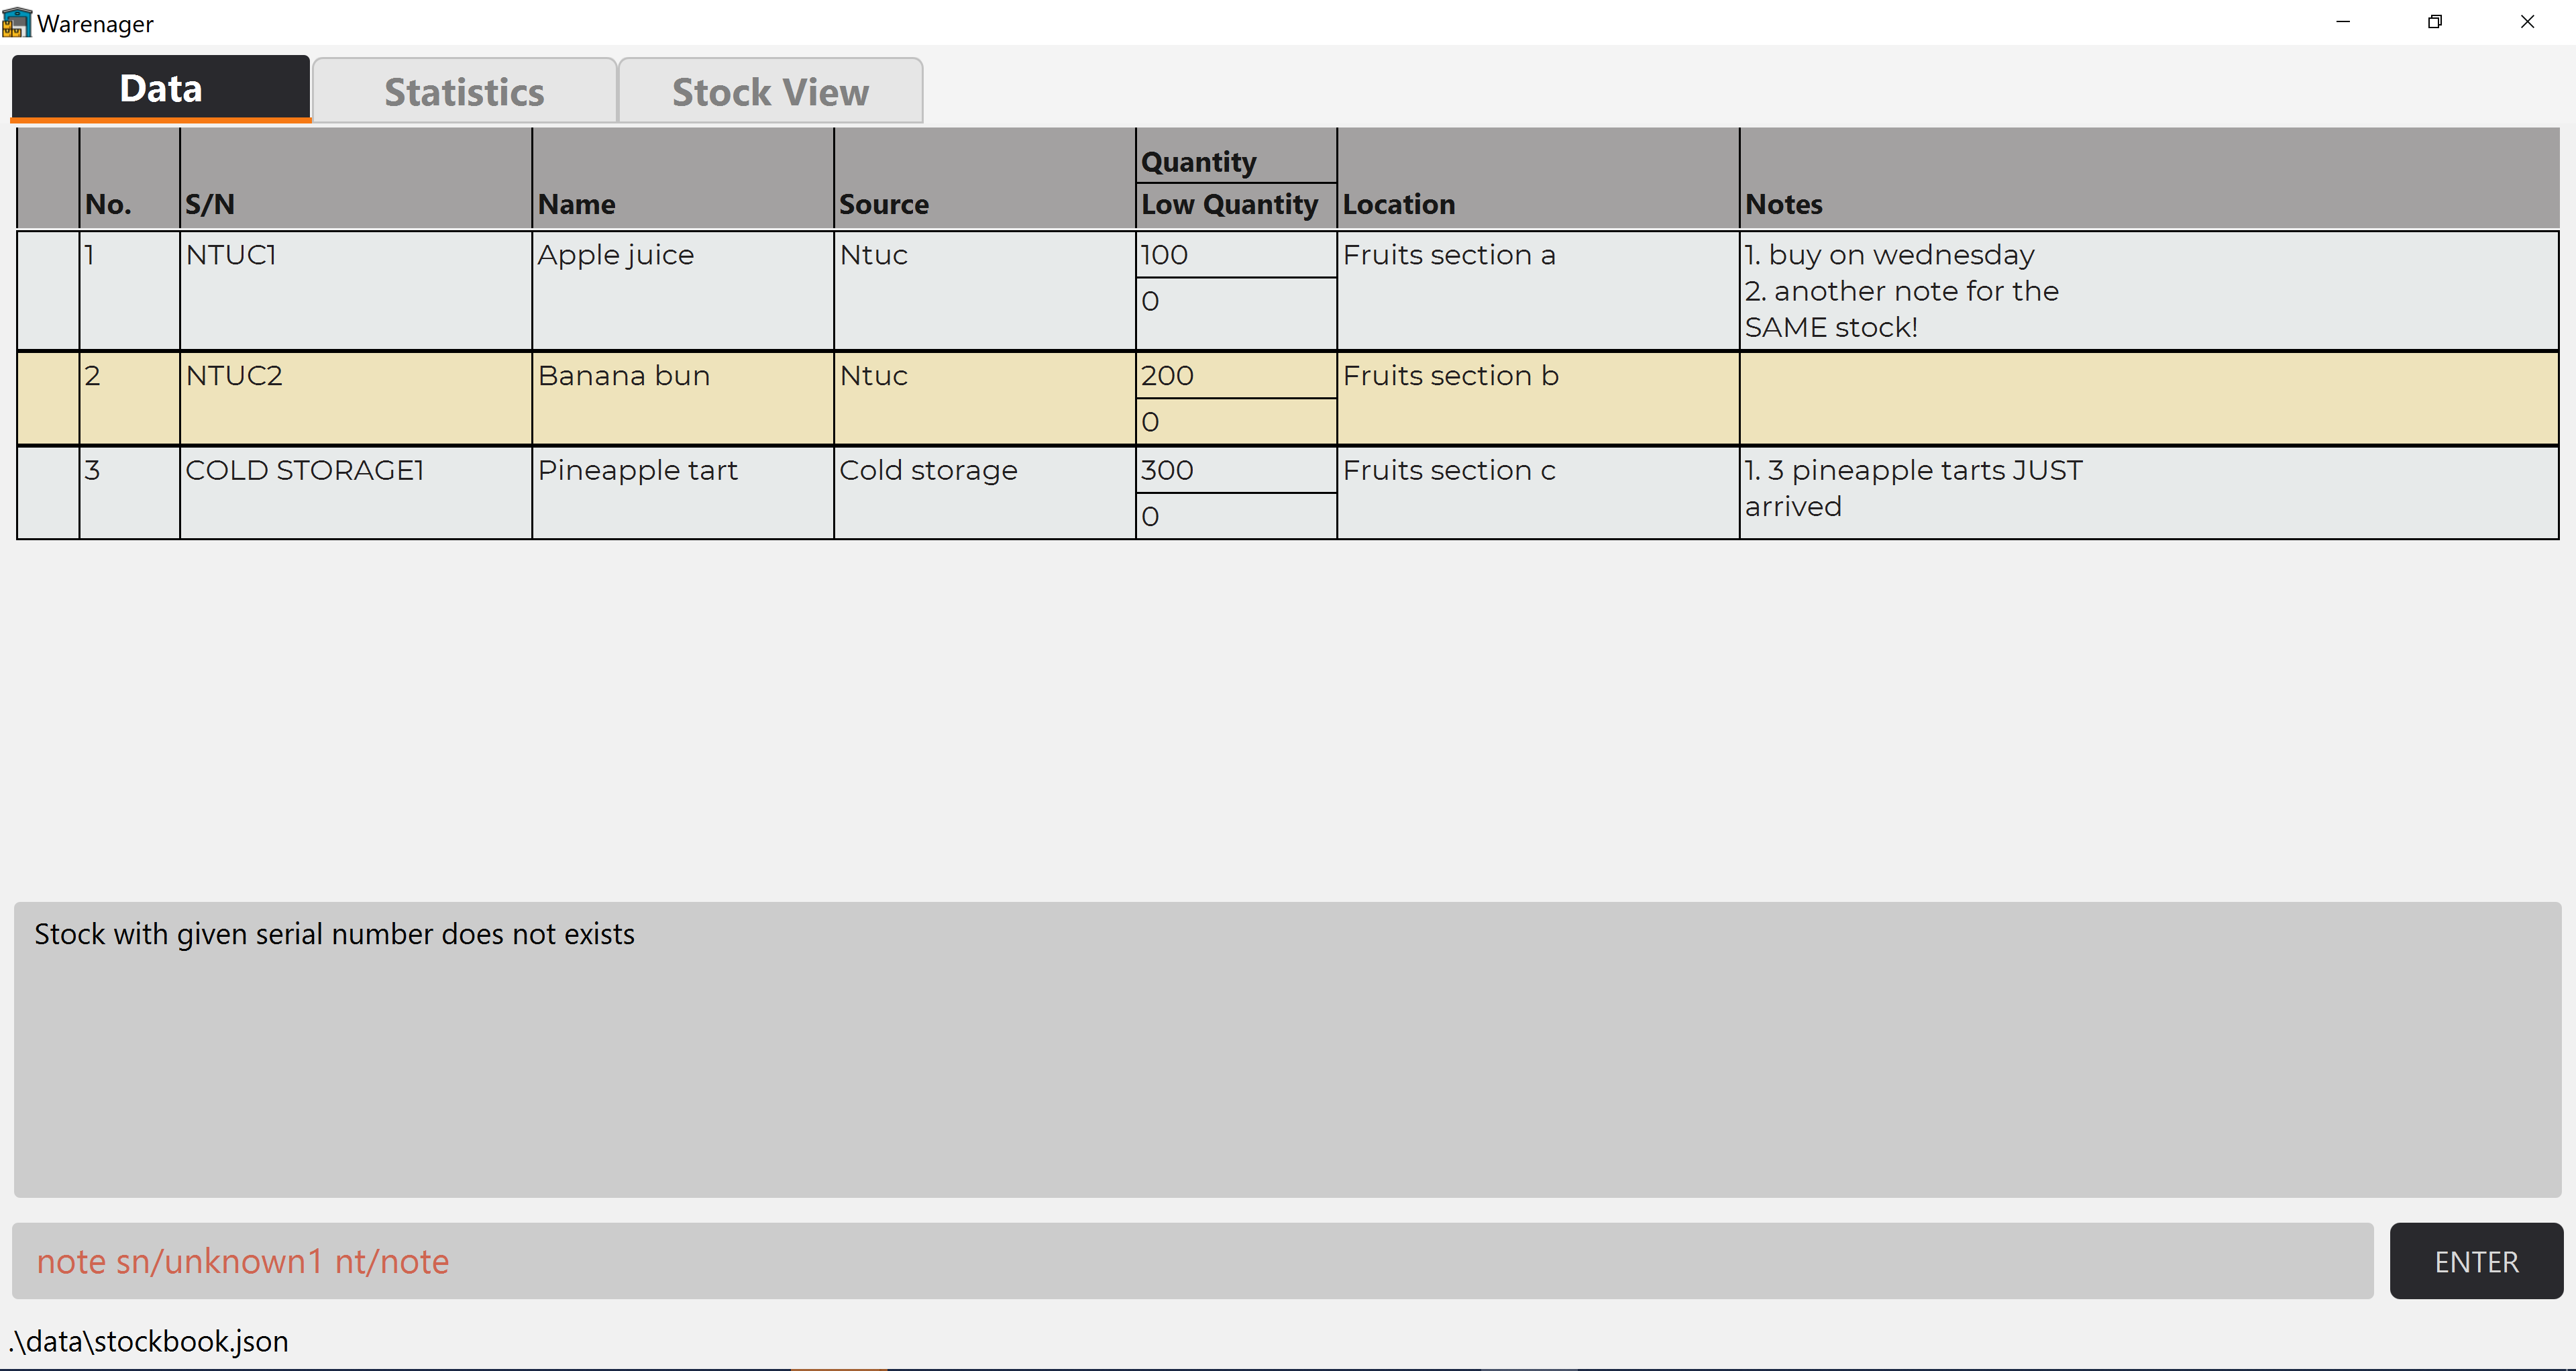 Warenager
Data Statistics Stock View
Quantity
No. S/N Name Source Low Quantity Location Notes
1 NTUC1 Apple juice Ntuc 100 Fruits section a 1. buy on wednesday
2. another note for the
0
SAME stock!
2 NTUC2 Banana bun Ntuc 200 Fruits section b
0
3 COLD STORAGE1 Pineapple tart Cold storage 300 Fruits section c 1. 3 pineapple tarts JUST
arrived
0
Stock with given serial number does not exists
note sn/unknown1 nt/note ENTER
.\data\stockbook.json